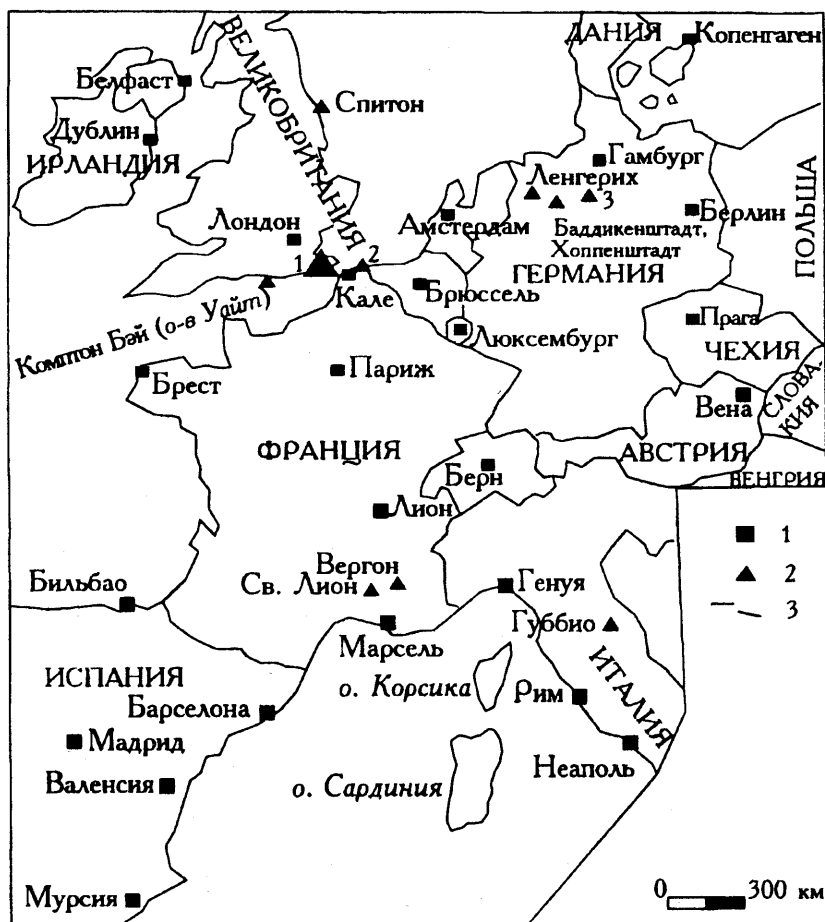 ДАНИЯ
Копенгаген
ВЕЛИКОБРИТАНИЯ
Белфаст
Спитон
Дублин
ИРЛАНДИЯ
Гамбург
Ленгерих
3
ПОЛЬША
Лондон
Амстердам
Берлин
Баддикенштадт,
Хоппенштадт
1
2
ГЕРМАНИЯ
Кале
Брюссель
Комптон Бэй (о-в Уайт)
Люксембург
Прага
ЧЕХИЯ
Брест
Париж
Вена
СЛОВА-
КИЯ
ФРАНЦИЯ
Берн
АВСТРИЯ
ВЕНГРИЯ
Лион
1
Вергон
Св. Лион
Генуя
2
Бильбао
3
Марсель
Губбио
ИСПАНИЯ
о. Корсика
ИТАЛИЯ
Барселона
Рим
Мадрид
Неаполь
Валенсия
о. Сардиния
Мурсия
0 300 км